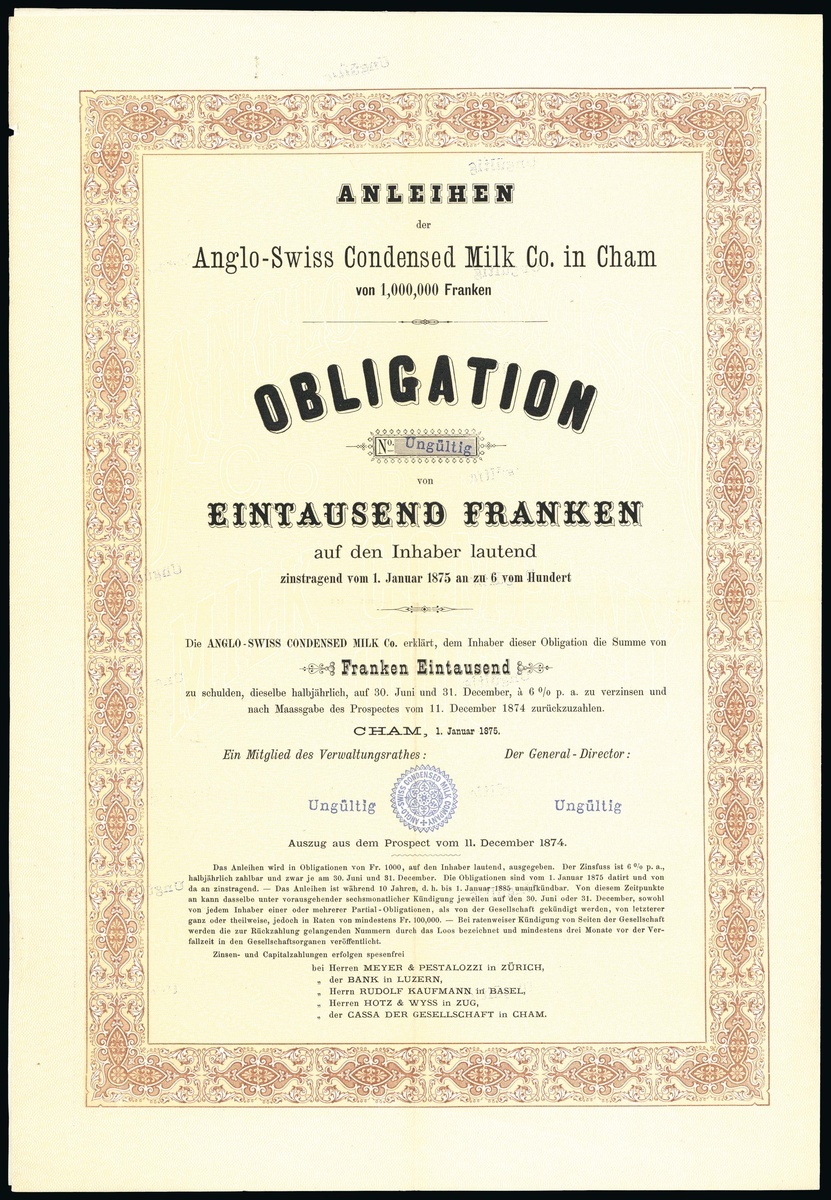 ANLEIHEN
der
Anglo-Swiss Condensed Milk Co. in Cham
von 1,000,000 Franken
OBLIGATION
No. Ungültig
von
EINTAUSEND FRANKEN
auf den Inhaber lautend
zinstragend vom 1. Januar 1875 an zu 6 vom Hundert
Die ANGLO-SWISS CONDENSED MILK Co. erklärt, dem Inhaber dieser Obligation die Summe von
Franken Eintausend
zu schulden, dieselbe halbjährlich, auf 30. Juni und 31. December, à 6 % p. a. zu verzinsen und
nach Maassgabe des Prospectes vom 11. December 1874 zurückzuzahlen.
CHAM, 1. Januar 1875.
Ein Mitglied des Verwaltungsrathes: Der General-Director:
Ungültig ANGLO-SWISS CONDENSED MILK COMPANY Ungültig
Auszug aus dem Prospect vom 11. December 1874.
Das Anleihen wird in Obligationen von Fr. 1000, auf den Inhaber lautend, ausgegeben. Der Zinsfuss ist 6 % p. a.,
halbjährlich zahlbar und zwar je am 30. Juni und 31. December. Die Obligationen sind vom 1. Januar 1875 datirt und von
da an zinstragend. — Das Anleihen ist während 10 Jahren, d. h. bis 1. Januar 1885 unaufkündbar. Von diesem Zeitpunkte
an kann dasselbe unter vorausgehender sechsmonatlicher Kündigung jeweilen auf den 30. Juni oder 31. December, sowohl
von jedem Inhaber einer oder mehrerer Partial-Obligationen, als von der Gesellschaft gekündigt werden, von letzterer
ganz oder theilweise, jedoch in Raten von mindestens Fr. 100,000. — Bei ratenweiser Kündigung von Seiten der Gesellschaft
werden die zur Rückzahlung gelangenden Nummern durch das Loos bezeichnet und mindestens drei Monate vor der Ver-
fallzeit in den Gesellschaftsorganen veröffentlicht.
Zinsen- und Capitalzahlungen erfolgen spesenfrei
bei Herren MEYER & PESTALOZZI in ZÜRICH,
„ der BANK in LUZERN,
„ Herrn RUDOLF KAUFMANN in BASEL,
„ Herren HOTZ & WYSS in ZUG,
„ der CASSA DER GESELLSCHAFT in CHAM.